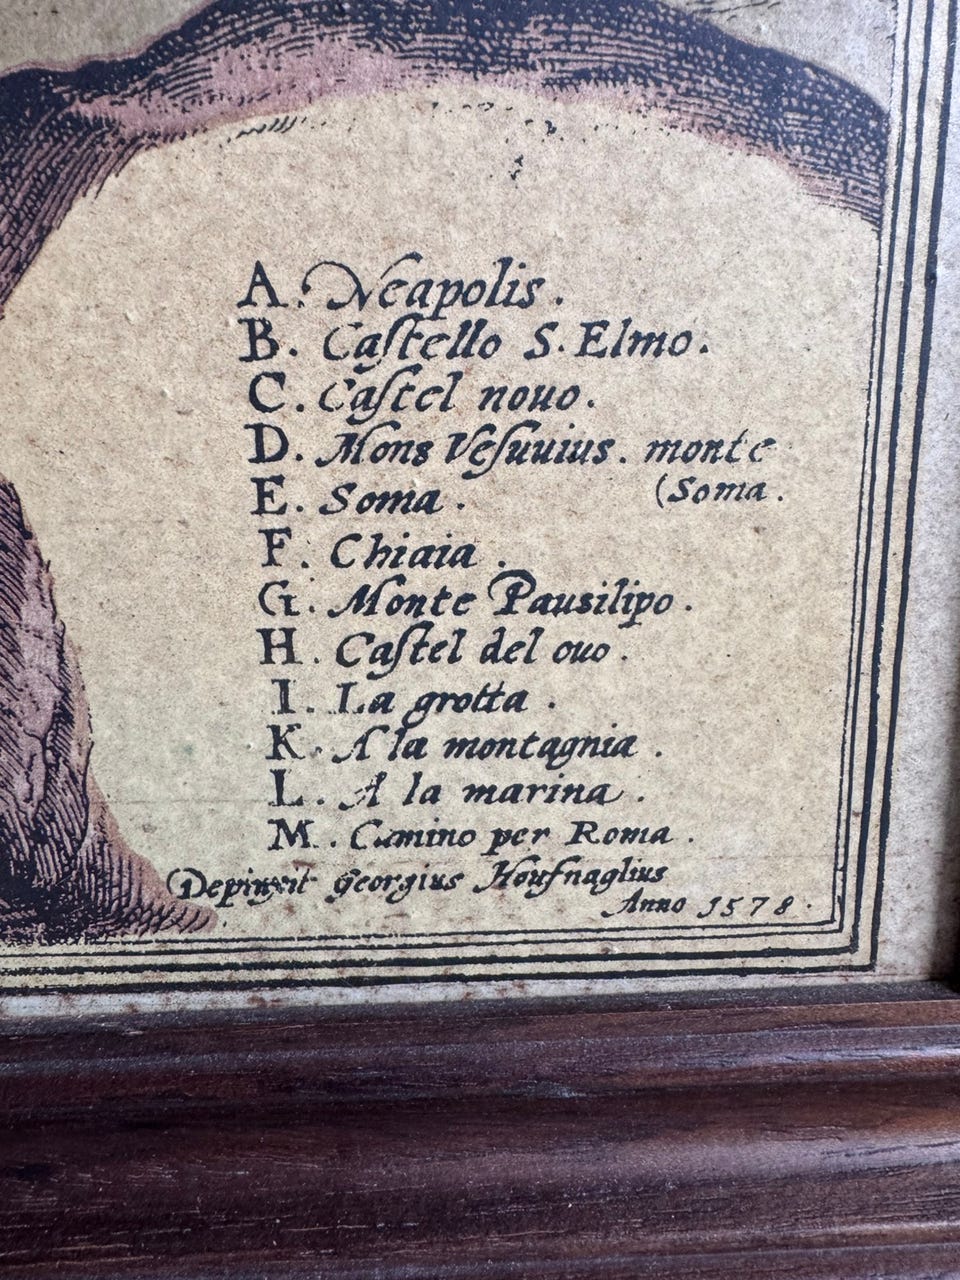 A. Neapolis.
B. Caſtello S. Elmo.
C. Caſtel nouo.
D. Mons Veſuuius. monte
E. Soma. (Soma.
F. Chiaia.
G. Monte Pausilipo.
H. Caſtel del ouo.
I. La grotta.
K. A la montagnia.
L. A la marina.
M. Camino per Roma.
Depinxit Georgius Houfnaglius
Anno 1578.